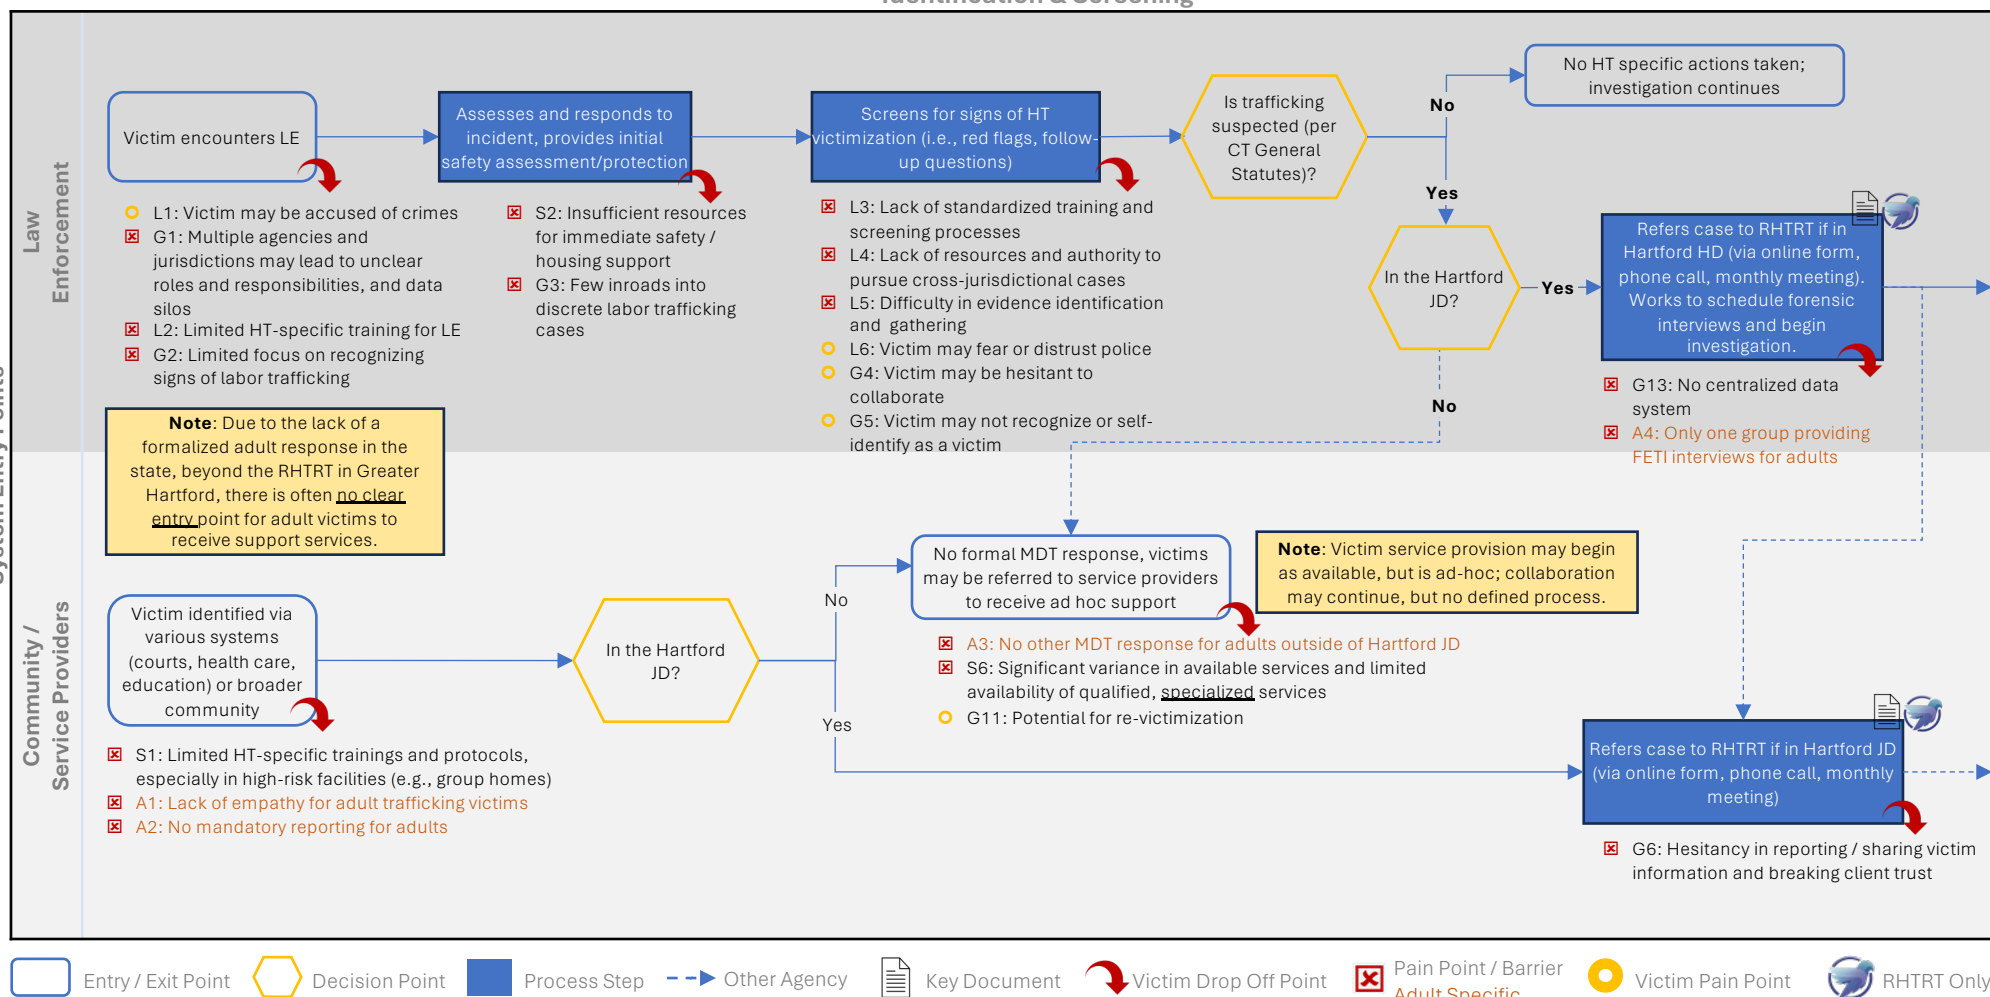 Identification & Screening
System Entry Points
Law
Enforcement
Victim encounters LE
Assesses and responds to
incident, provides initial
safety assessment/protection
Screens for signs of HT
victimization (i.e., red flags, follow-
up questions)
Is trafficking
suspected (per
CT General
Statutes)?
No
No HT specific actions taken;
investigation continues
Yes
In the Hartford
JD?
Yes
Refers case to RHTRT if in
Hartford HD (via online form,
phone call, monthly meeting).
Works to schedule forensic
interviews and begin
investigation.
No
L1: Victim may be accused of crimes
G1: Multiple agencies and
jurisdictions may lead to unclear
roles and responsibilities, and data
silos
L2: Limited HT-specific training for LE
G2: Limited focus on recognizing
signs of labor trafficking
S2: Insufficient resources
for immediate safety /
housing support
G3: Few inroads into
discrete labor trafficking
cases
L3: Lack of standardized training and
screening processes
L4: Lack of resources and authority to
pursue cross-jurisdictional cases
L5: Difficulty in evidence identification
and gathering
L6: Victim may fear or distrust police
G4: Victim may be hesitant to
collaborate
G5: Victim may not recognize or self-
identify as a victim
G13: No centralized data
system
A4: Only one group providing
FETI interviews for adults
Note: Due to the lack of a
formalized adult response in the
state, beyond the RHTRT in Greater
Hartford, there is often no clear
entry point for adult victims to
receive support services.
Community /
Service Providers
Victim identified via
various systems
(courts, health care,
education) or broader
community
In the Hartford
JD?
No
Yes
No formal MDT response, victims
may be referred to service providers
to receive ad hoc support
Note: Victim service provision may begin
as available, but is ad-hoc; collaboration
may continue, but no defined process.
A3: No other MDT response for adults outside of Hartford JD
S6: Significant variance in available services and limited
availability of qualified, specialized services
G11: Potential for re-victimization
Refers case to RHTRT if in Hartford JD
(via online form, phone call, monthly
meeting)
S1: Limited HT-specific trainings and protocols,
especially in high-risk facilities (e.g., group homes)
A1: Lack of empathy for adult trafficking victims
A2: No mandatory reporting for adults
G6: Hesitancy in reporting / sharing victim
information and breaking client trust
Entry / Exit Point
Decision Point
Process Step
Other Agency
Key Document
Victim Drop Off Point
Pain Point / Barrier
Adult Specific
Victim Pain Point
RHTRT Only